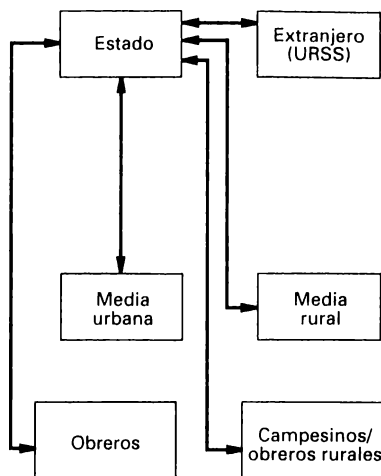 Estado
Extranjero
(URSS)
Media
urbana
Media
rural
Obreros
Campesinos/
obreros rurales